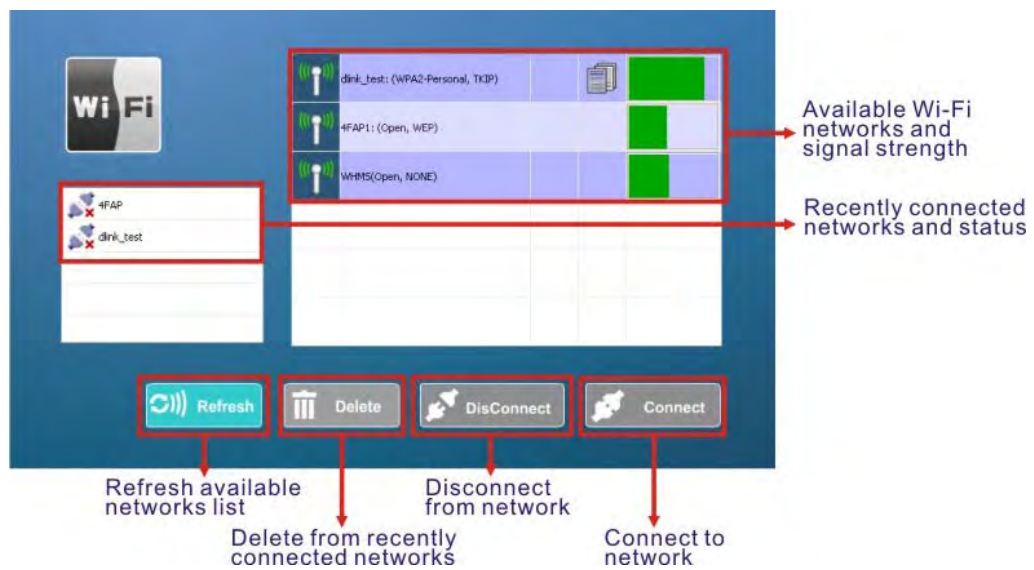 Wi Fi
dlink_test: (WPA2-Personal, TKIP)
4FAP1: (Open, WEP)
WHMS(Open, NONE)
Available Wi-Fi
networks and
signal strength
4FAP
dlink_test
Recently connected
networks and status
Refresh
Delete
DisConnect
Connect
Refresh available
networks list
Disconnect
from network
Delete from recently
connected networks
Connect to
network